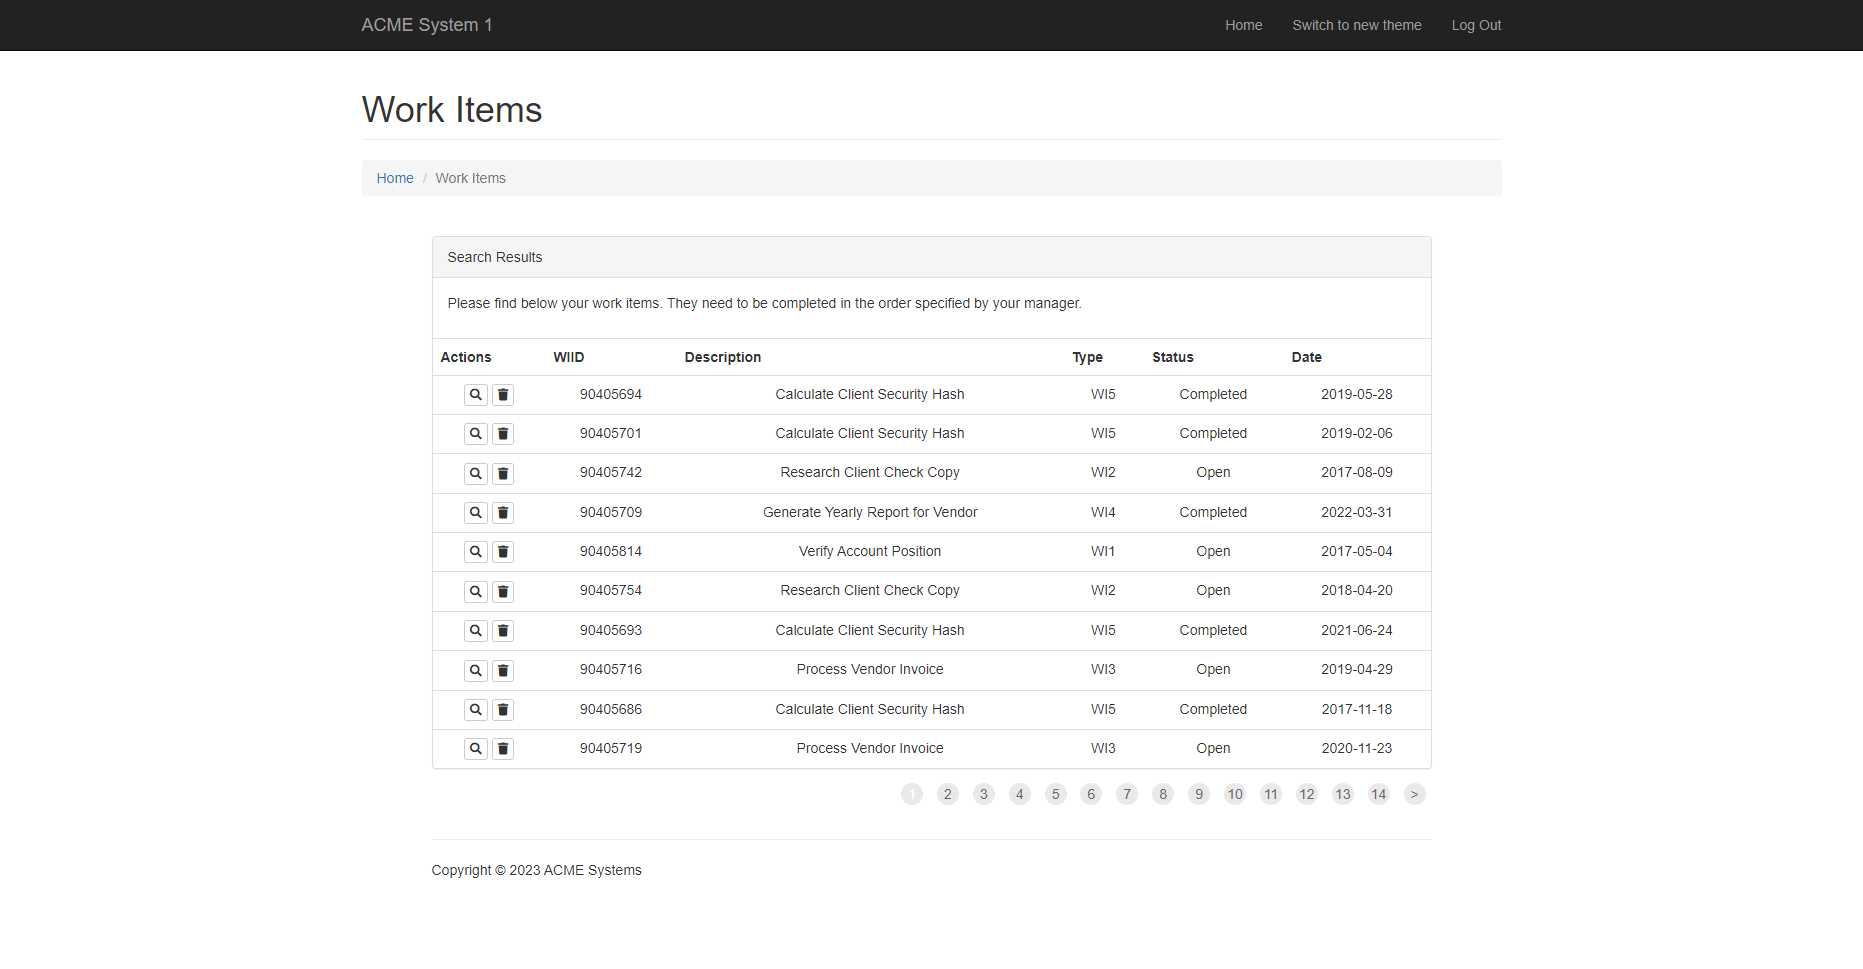 ACME System 1 Home Switch to new theme Log Out
Work Items
Home / Work Items
Search Results
Please find below your work items. They need to be completed in the order specified by your manager.
Actions WIID Description Type Status Date
90405694 Calculate Client Security Hash WI5 Completed 2019-05-28
90405701 Calculate Client Security Hash WI5 Completed 2019-02-06
90405742 Research Client Check Copy WI2 Open 2017-08-09
90405709 Generate Yearly Report for Vendor WI4 Completed 2022-03-31
90405814 Verify Account Position WI1 Open 2017-05-04
90405754 Research Client Check Copy WI2 Open 2018-04-20
90405693 Calculate Client Security Hash WI5 Completed 2021-06-24
90405716 Process Vendor Invoice WI3 Open 2019-04-29
90405686 Calculate Client Security Hash WI5 Completed 2017-11-18
90405719 Process Vendor Invoice WI3 Open 2020-11-23
1 2 3 4 5 6 7 8 9 10 11 12 13 14 >
Copyright © 2023 ACME Systems